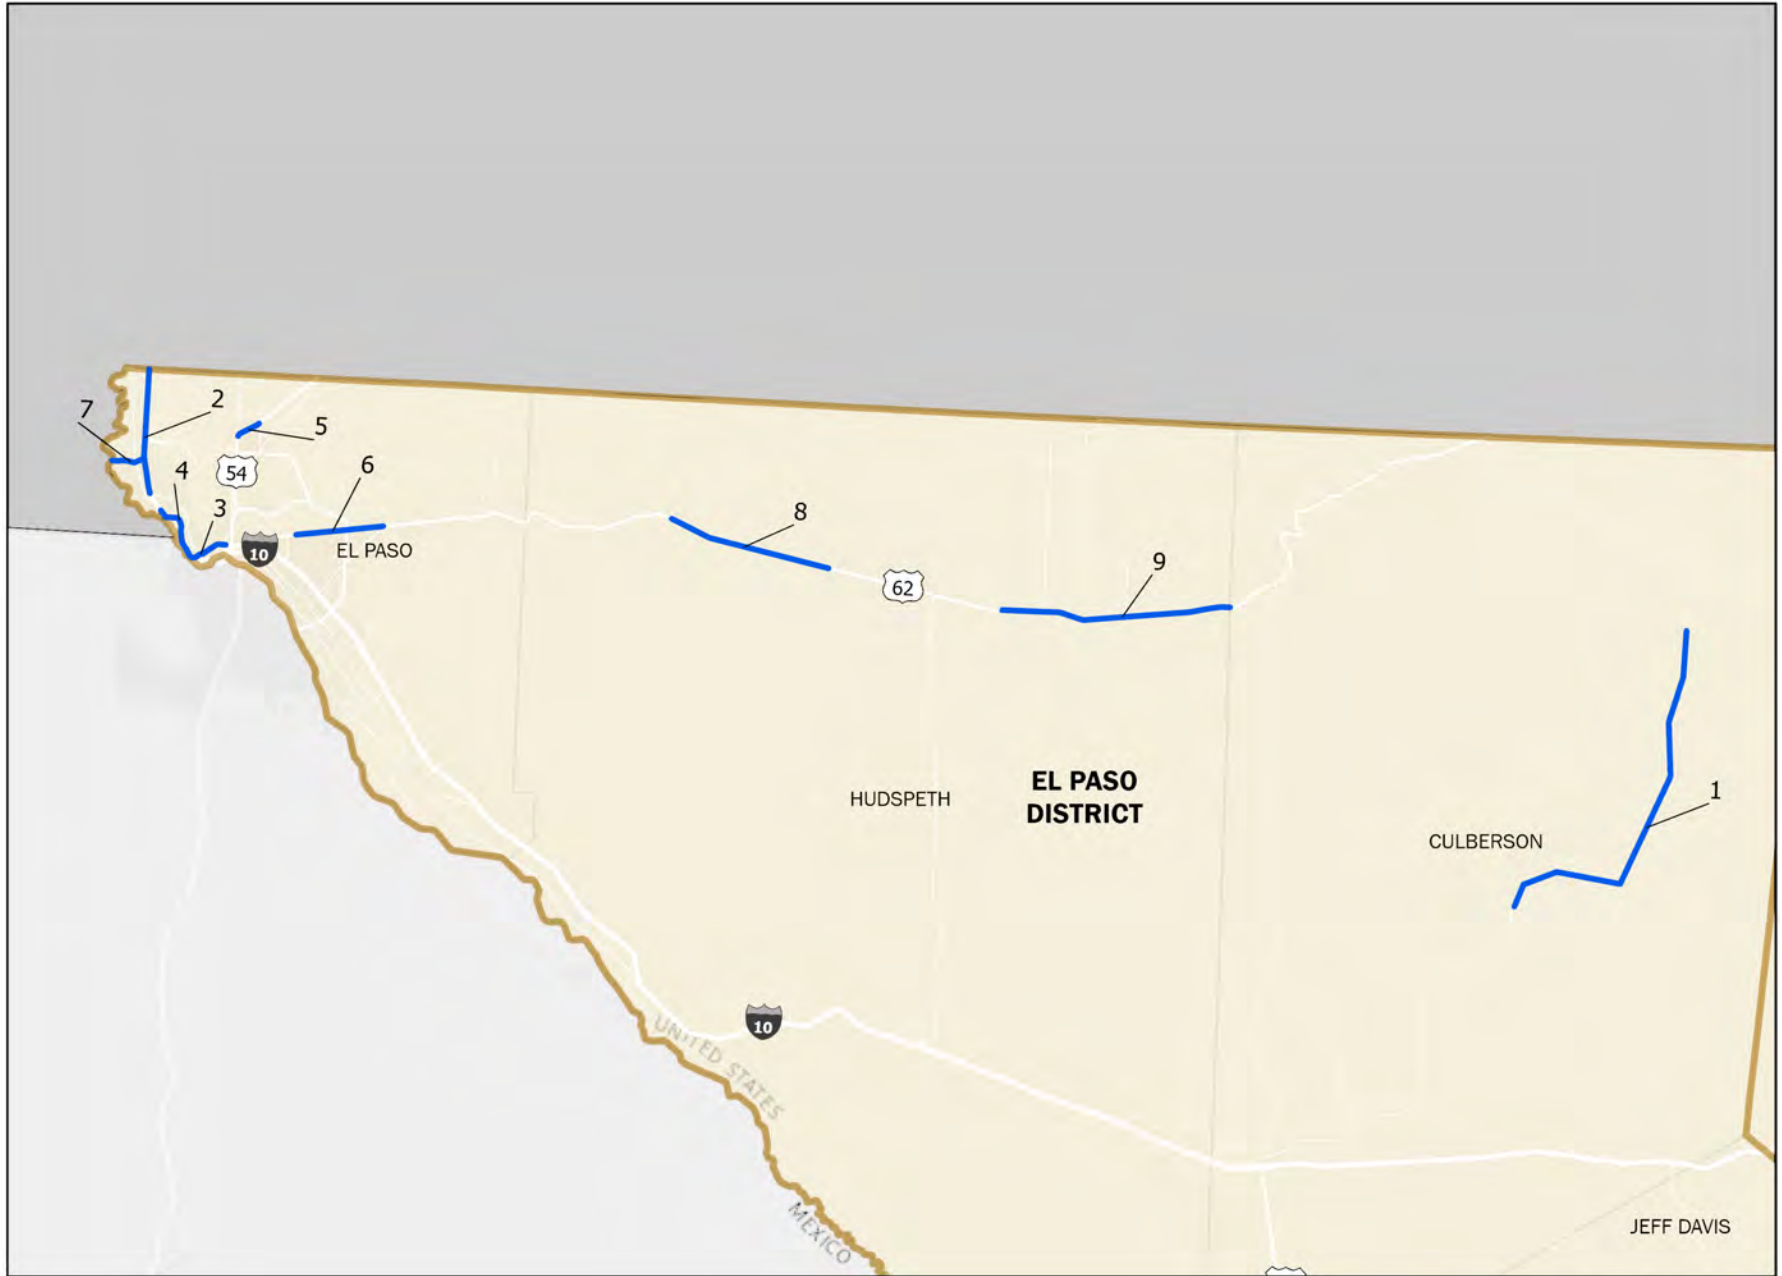 7
2
5
4
54
6
3
10
EL PASO
8
62
9
EL PASO
DISTRICT
HUDSPETH
1
CULBERSON
10
UNITED STATES
MEXICO
JEFF DAVIS